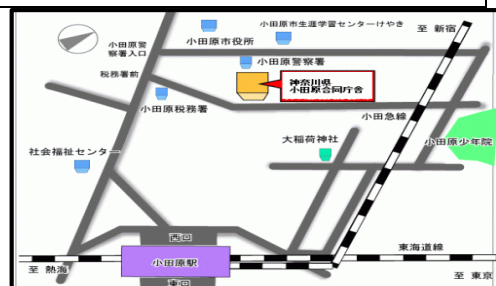 小田原市生涯学習センターけやき
至 新宿
小田原市役所
小田原警
察署入口
小田原警察署
税務署前
神奈川県
小田原合同庁舎
小田原税務署
小田急線
大稲荷神社
小田原少年院
社会福祉センター
西口
東海道線
小田原駅
至 熱海
至 東京
東口